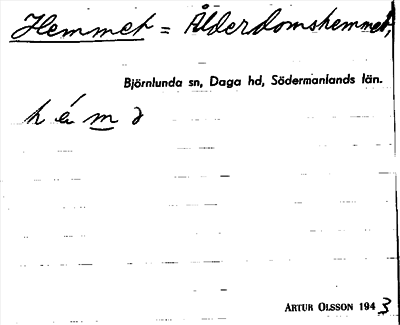 Hemmet = Ålderdomshemmet,
Björnlunda sn, Daga hd, Södermanlands län.
h é m ə
ARTUR OLSSON 1943